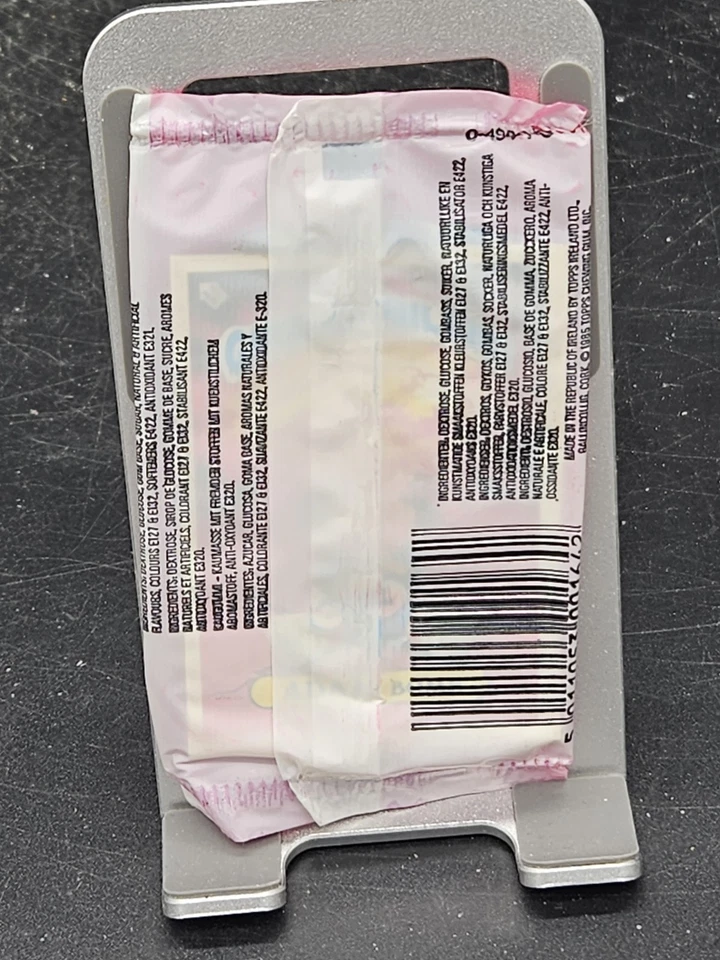 INGREDIENTS: DEXTROSE, GLUCOSE, GUM BASE, SUGAR, NATURAL & ARTIFICIAL
FLAVOURS, COLOURS E127 & E132, SOFTENERS E422, ANTIOXIDANT E321.
INGREDIENTS: DEXTROSE, SIROP DE GLUCOSE, GOMME DE BASE, SUCRE, AROMES
NATURELS ET ARTIFICIELS, COLORANT E127 & E132, STABILISANT E422,
ANTIOXYDANT E320.
KAUGUMMI - KAUMASSE MIT FREMDEN STOFFEN MIT KUENSTLICHEM
AROMASTOFF, ANTI-OXYDANT E320.
INGREDIENTES: AZUCAR, GLUCOSA, GOMA BASE, AROMAS NATURALES Y
ARTIFICIALES, COLORANTE E127 & E132, SUAVIZANTE E422, ANTIOXIDANTE E-320.
INGREDIENTEN: DEXTROSE, GLUCOSE, GOMBASIS, SUIKER, NATUURLIJKE EN
KUNSTMATIGE SMAAKSTOFFEN KLEURSTOFFEN E127 & E132, STABILISATOR E422,
ANTIOXYDANS E320.
INGREDIENSER: DEXTROS, GLYKOS, GUMBAS, SOCKER, NATURLIGA OCH KUNSTIGA
SMAKSSTOFFER, FARVSTOFFER E127 & E132, STABILISERINGSMEDEL E422,
ANTIOXIDATIONSMEDEL E320.
INGREDIENTI: DESTROSIO, GLUCOSIO, BASE DE GOMMA, ZUCCHERO, AROMA
NATURALE E ARTIFICIALE, COLORE E127 & E132, STABILIZZANTE E422, ANTI-
OSSIDANTE E320.
MADE IN THE REPUBLIC OF IRELAND BY TOPPS IRELAND LTD.,
BALLINCOLLIG, CORK. © 1985 TOPPS CHEWING GUM, INC.